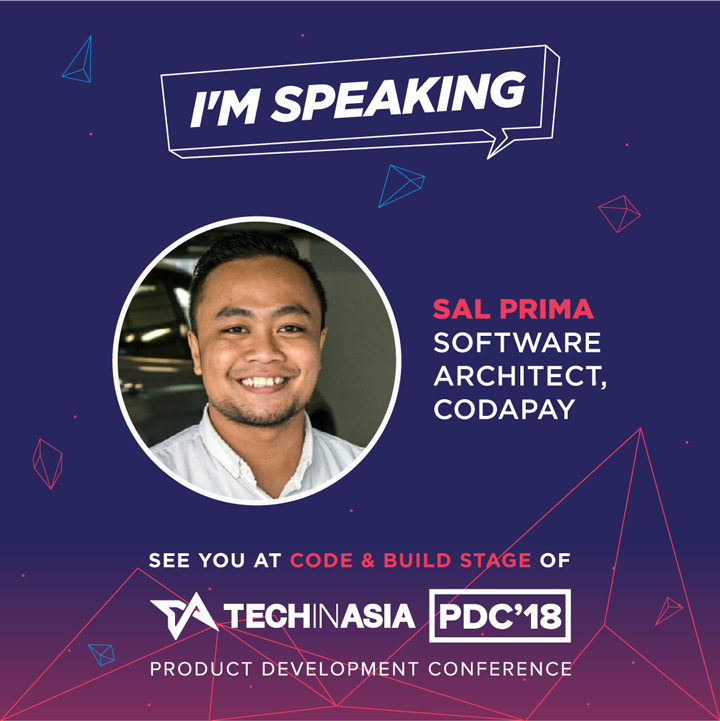 I'M SPEAKING
SAL PRIMA
SOFTWARE
ARCHITECT,
CODAPAY
SEE YOU AT CODE & BUILD STAGE OF
TECHINASIA PDC'18
PRODUCT DEVELOPMENT CONFERENCE